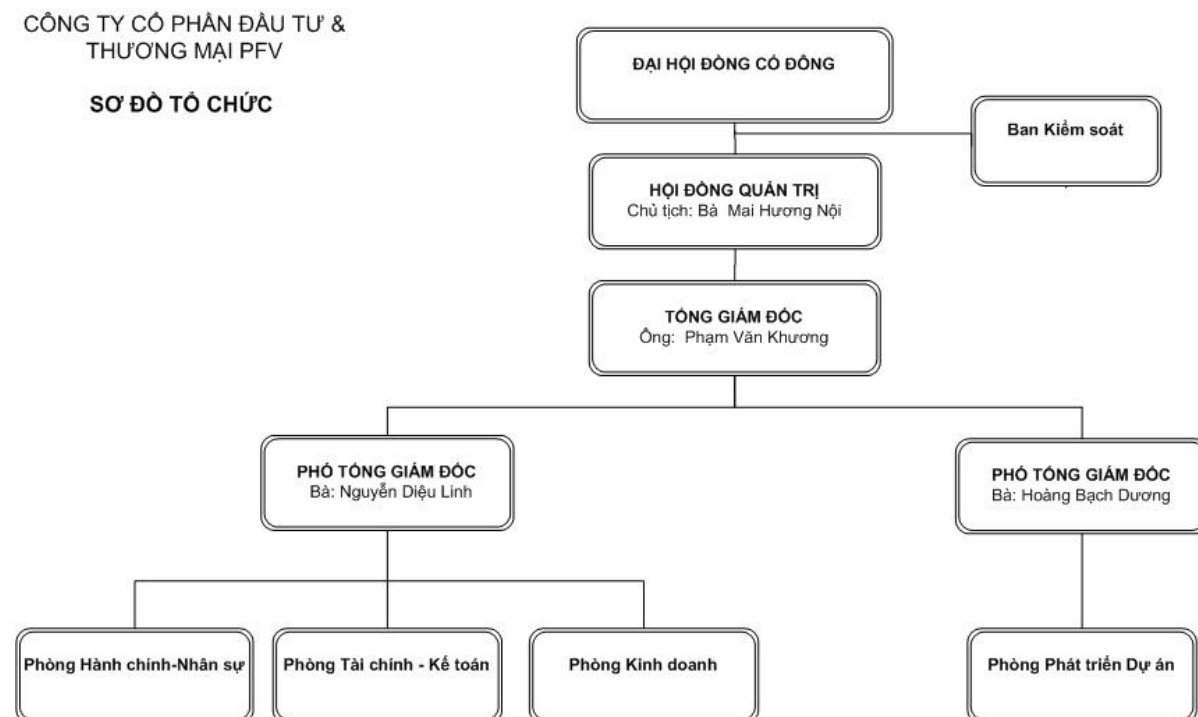 CÔNG TY CỔ PHẦN ĐẦU TƯ &
THƯƠNG MẠI PFV
SƠ ĐỒ TỔ CHỨC
ĐẠI HỘI ĐỒNG CỔ ĐÔNG
Ban Kiểm soát
HỘI ĐỒNG QUẢN TRỊ
Chủ tịch: Bà Mai Hương Nội
TỔNG GIÁM ĐỐC
Ông: Phạm Văn Khương
PHÓ TỔNG GIÁM ĐỐC
Bà: Nguyễn Diệu Linh
PHÓ TỔNG GIÁM ĐỐC
Bà: Hoàng Bạch Dương
Phòng Hành chính-Nhân sự
Phòng Tài chính - Kế toán
Phòng Kinh doanh
Phòng Phát triển Dự án